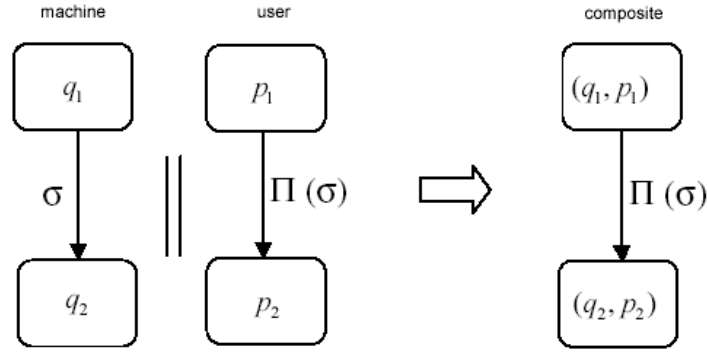 machine user composite
q₁ p₁ (q₁, p₁)
σ || Π (σ) Π (σ)
q₂ p₂ (q₂, p₂)